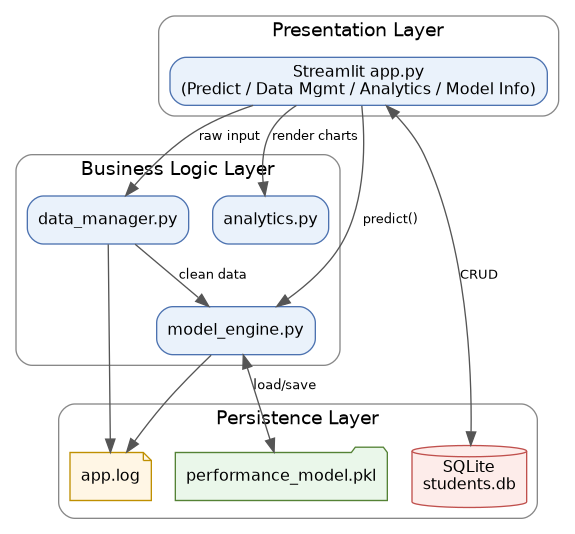 Presentation Layer
Streamlit app.py
(Predict / Data Mgmt / Analytics / Model Info)
raw input
render charts
Business Logic Layer
data_manager.py
analytics.py
predict()
clean data
CRUD
model_engine.py
load/save
Persistence Layer
app.log
performance_model.pkl
SQLite
students.db